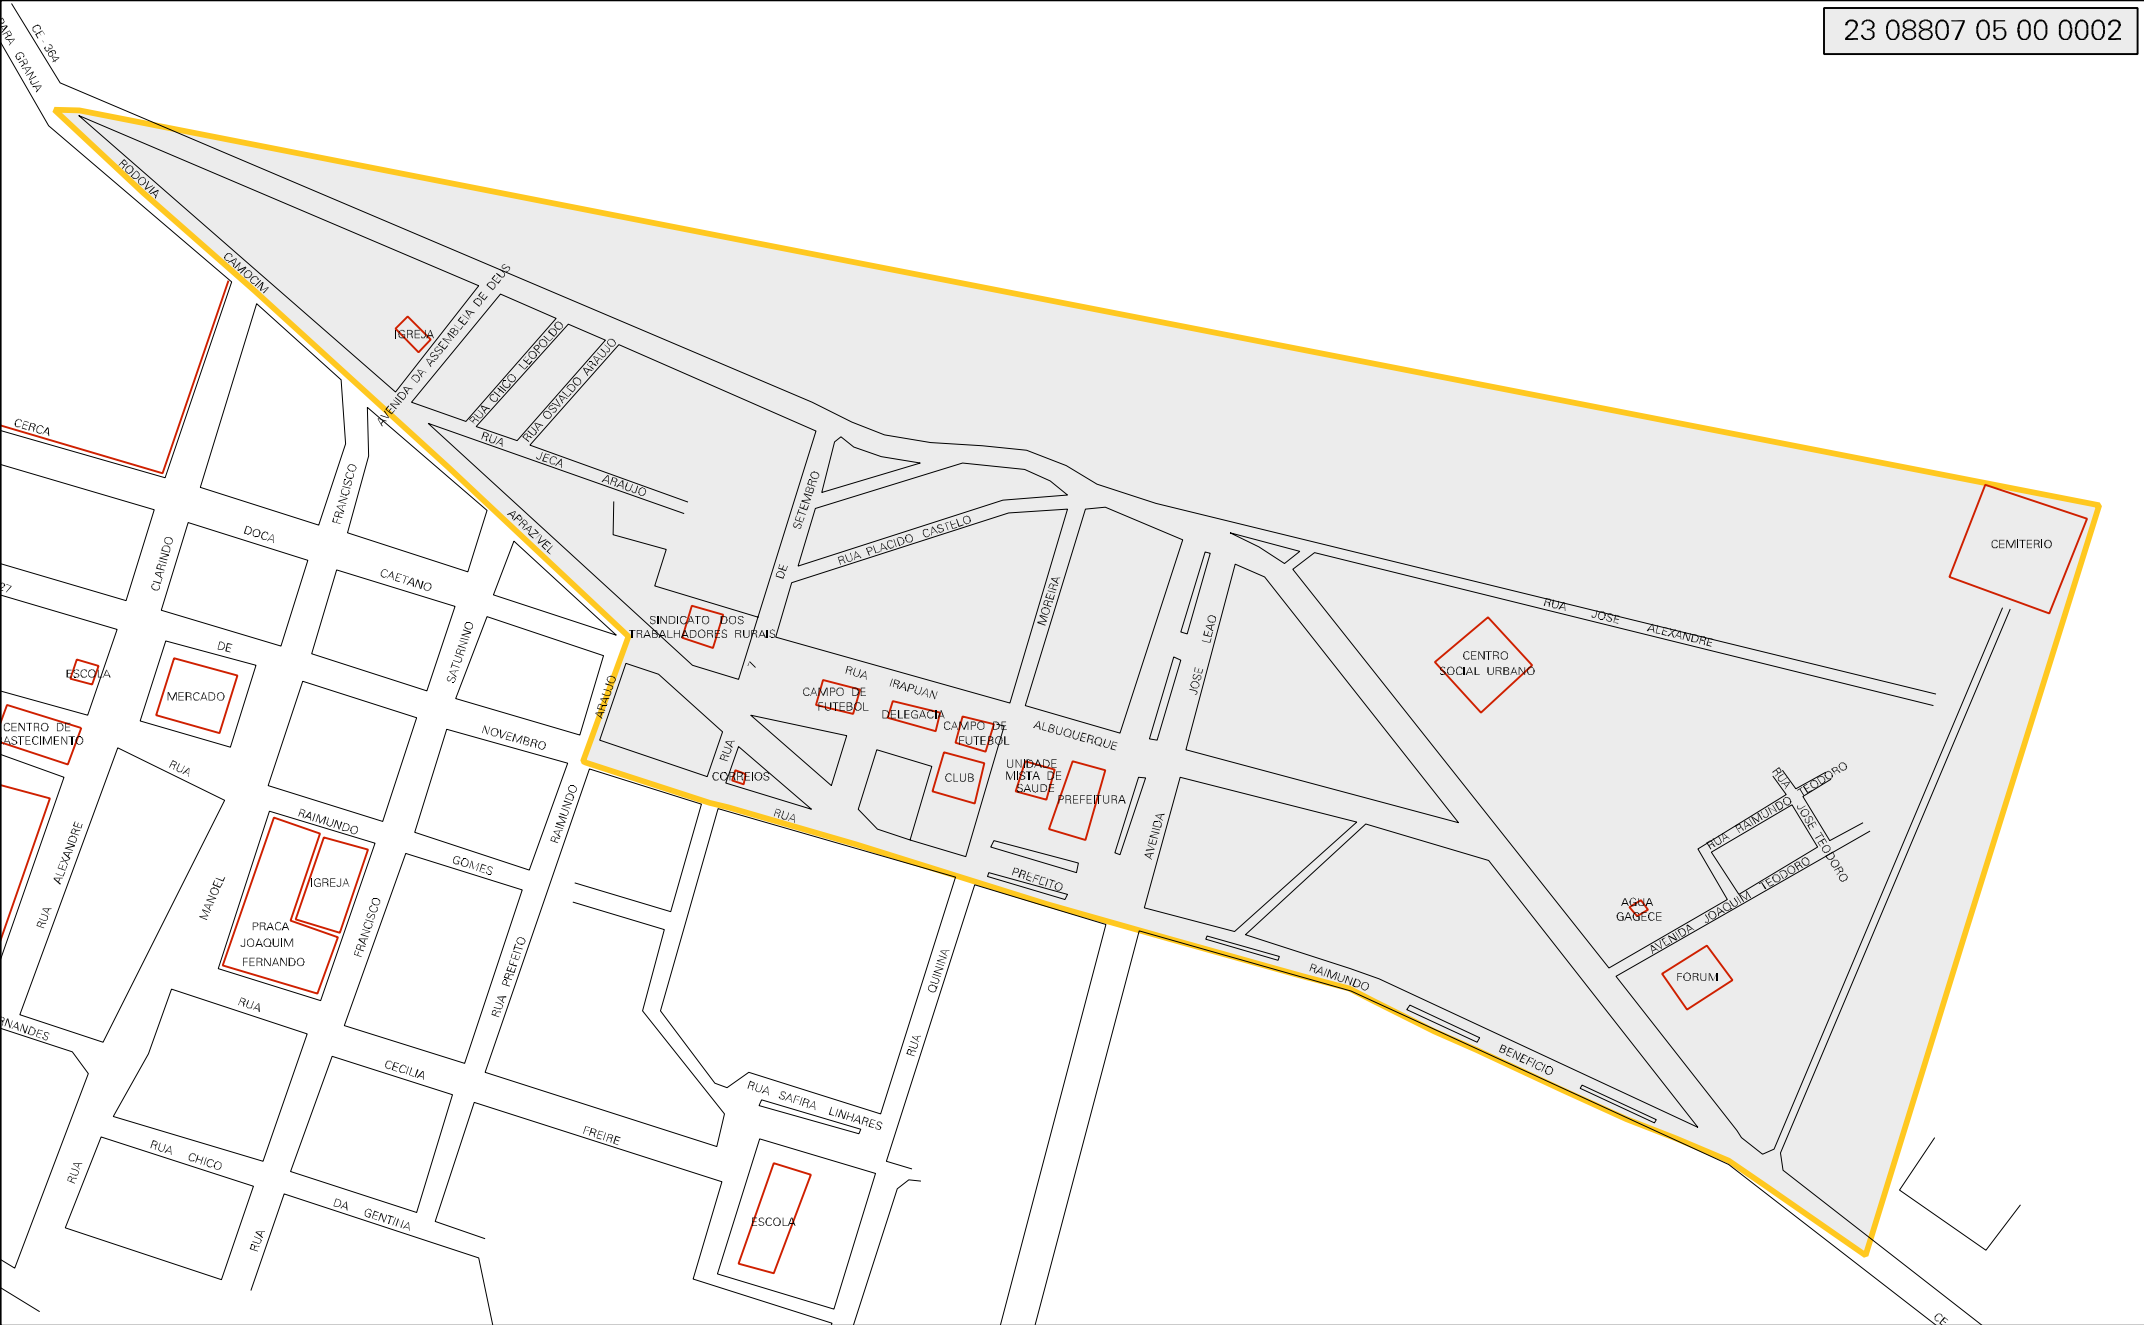 23 08807 05 00 0002
CE - 364
GRANJA
RODOVIA
CAMOCIM
AVENIDA DA ASSEMBLEIA DE DEUS
IGREJA
RUA CHICO LEOPOLDO
RUA OSVALDO ARAUJO
RUA JECA ARAUJO
CERCA
FRANCISCO
APRAZIVEL
SETEMBRO
DE
7
RUA PLACIDO CASTELO
MOREIRA
CEMITERIO
DOCA
CAETANO
CLARINDO
SATURNINO
DE
NOVEMBRO
SINDICATO DOS
TRABALHADORES RURAIS
JOSE LEAO
RUA JOSE ALEXANDRE
CENTRO
SOCIAL URBANO
ESCOLA
MERCADO
ARAUJO
RUA IRAPUAN
ALBUQUERQUE
CAMPO DE
FUTEBOL
DELEGACIA
CAMPO DE
FUTEBOL
CENTRO DE
ASTECIMENTO
RUA
RUA
CORREIOS
CLUB
UNIDADE
MISTA DE
SAUDE
PREFEITURA
RUA
AVENIDA
RUA RAIMUNDO TEODORO
RUA JOSE TEODORO
RAIMUNDO
RAIMUNDO
GOMES
PREFEITO
ALEXANDRE
RUA
MANOEL
IGREJA
PRACA
JOAQUIM
FERNANDO
FRANCISCO
RUA PREFEITO
QUININA
RUA
AGUA
GAGECE
AVENIDA JOAQUIM TEODORO
FORUM
RAIMUNDO
BENEFICIO
RNANDES
RUA
CECILIA
RUA SAFIRA LINHARES
FREIRE
RUA CHICO
RUA
DA GENTINA
RUA
ESCOLA
CE